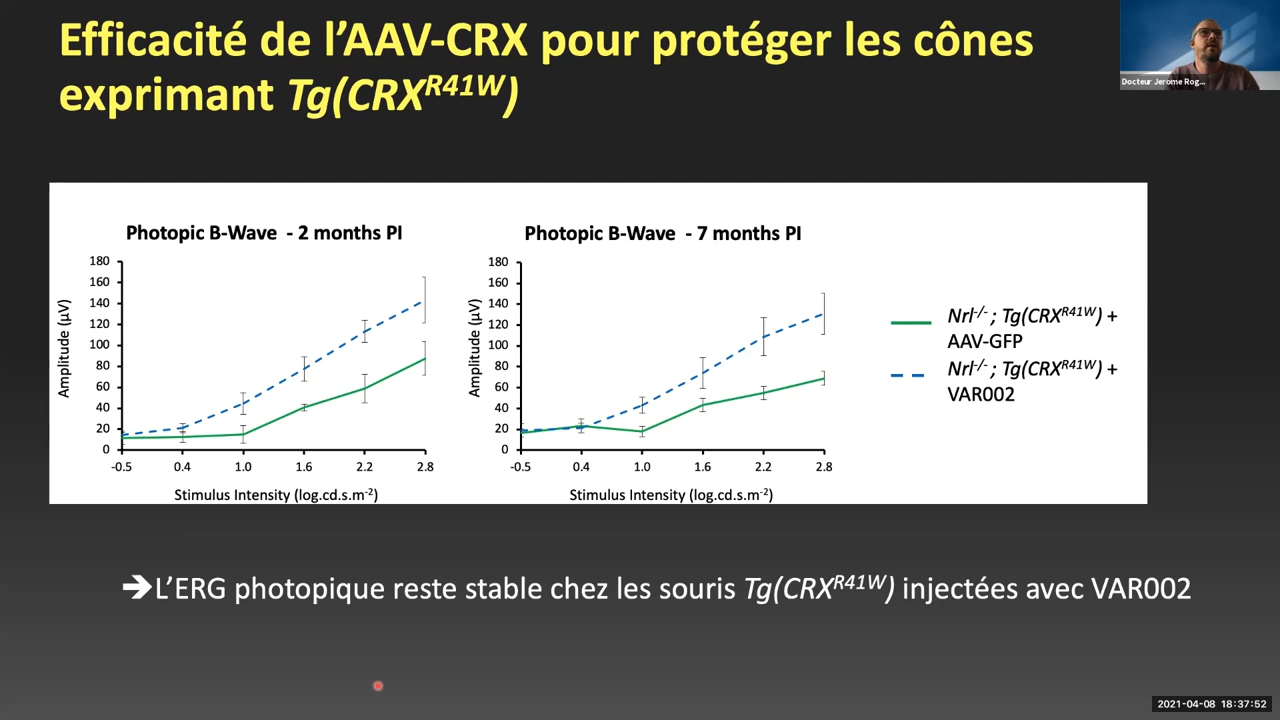 Efficacité de l’AAV-CRX pour protéger les cônes
exprimant Tg(CRXR41W)
Docteur Jerome Rog...
Photopic B-Wave - 2 months PI
180
160
140
120
100
80
60
40
20
0
Amplitude (µV)
-0.5 0.4 1.0 1.6 2.2 2.8
Stimulus Intensity (log.cd.s.m-2)
Photopic B-Wave - 7 months PI
180
160
140
120
100
80
60
40
20
0
Amplitude (µV)
-0.5 0.4 1.0 1.6 2.2 2.8
Stimulus Intensity (log.cd.s.m-2)
Nrl-/- ; Tg(CRXR41W) +
AAV-GFP
Nrl-/- ; Tg(CRXR41W) +
VAR002
➔L’ERG photopique reste stable chez les souris Tg(CRXR41W) injectées avec VAR002
2021-04-08 18:37:52